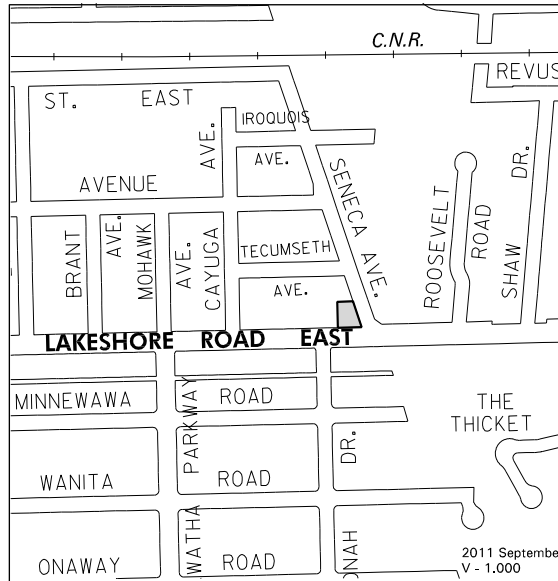 C.N.R.
REVUS
ST. EAST
IROQUOIS
AVE.
AVE.
AVENUE
SENECA AVE.
ROOSEVELT
ROAD
SHAW
DR.
BRANT
AVE.
MOHAWK
AVE.
CAYUGA
TECUMSETH
AVE.
LAKESHORE ROAD EAST
MINNEWAWA ROAD
PARKWAY
THE
THICKET
DR.
WANITA ROAD
WATHA
ONAH
ONAWAY ROAD
2011 Septembe
V - 1.000